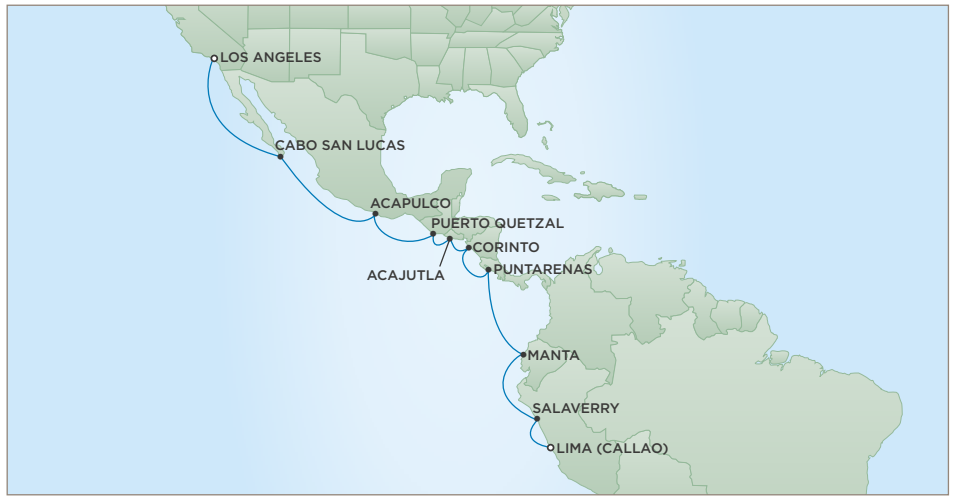 LOS ANGELES
CABO SAN LUCAS
ACAPULCO
PUERTO QUETZAL
CORINTO
ACAJUTLA
PUNTARENAS
MANTA
SALAVERRY
LIMA (CALLAO)